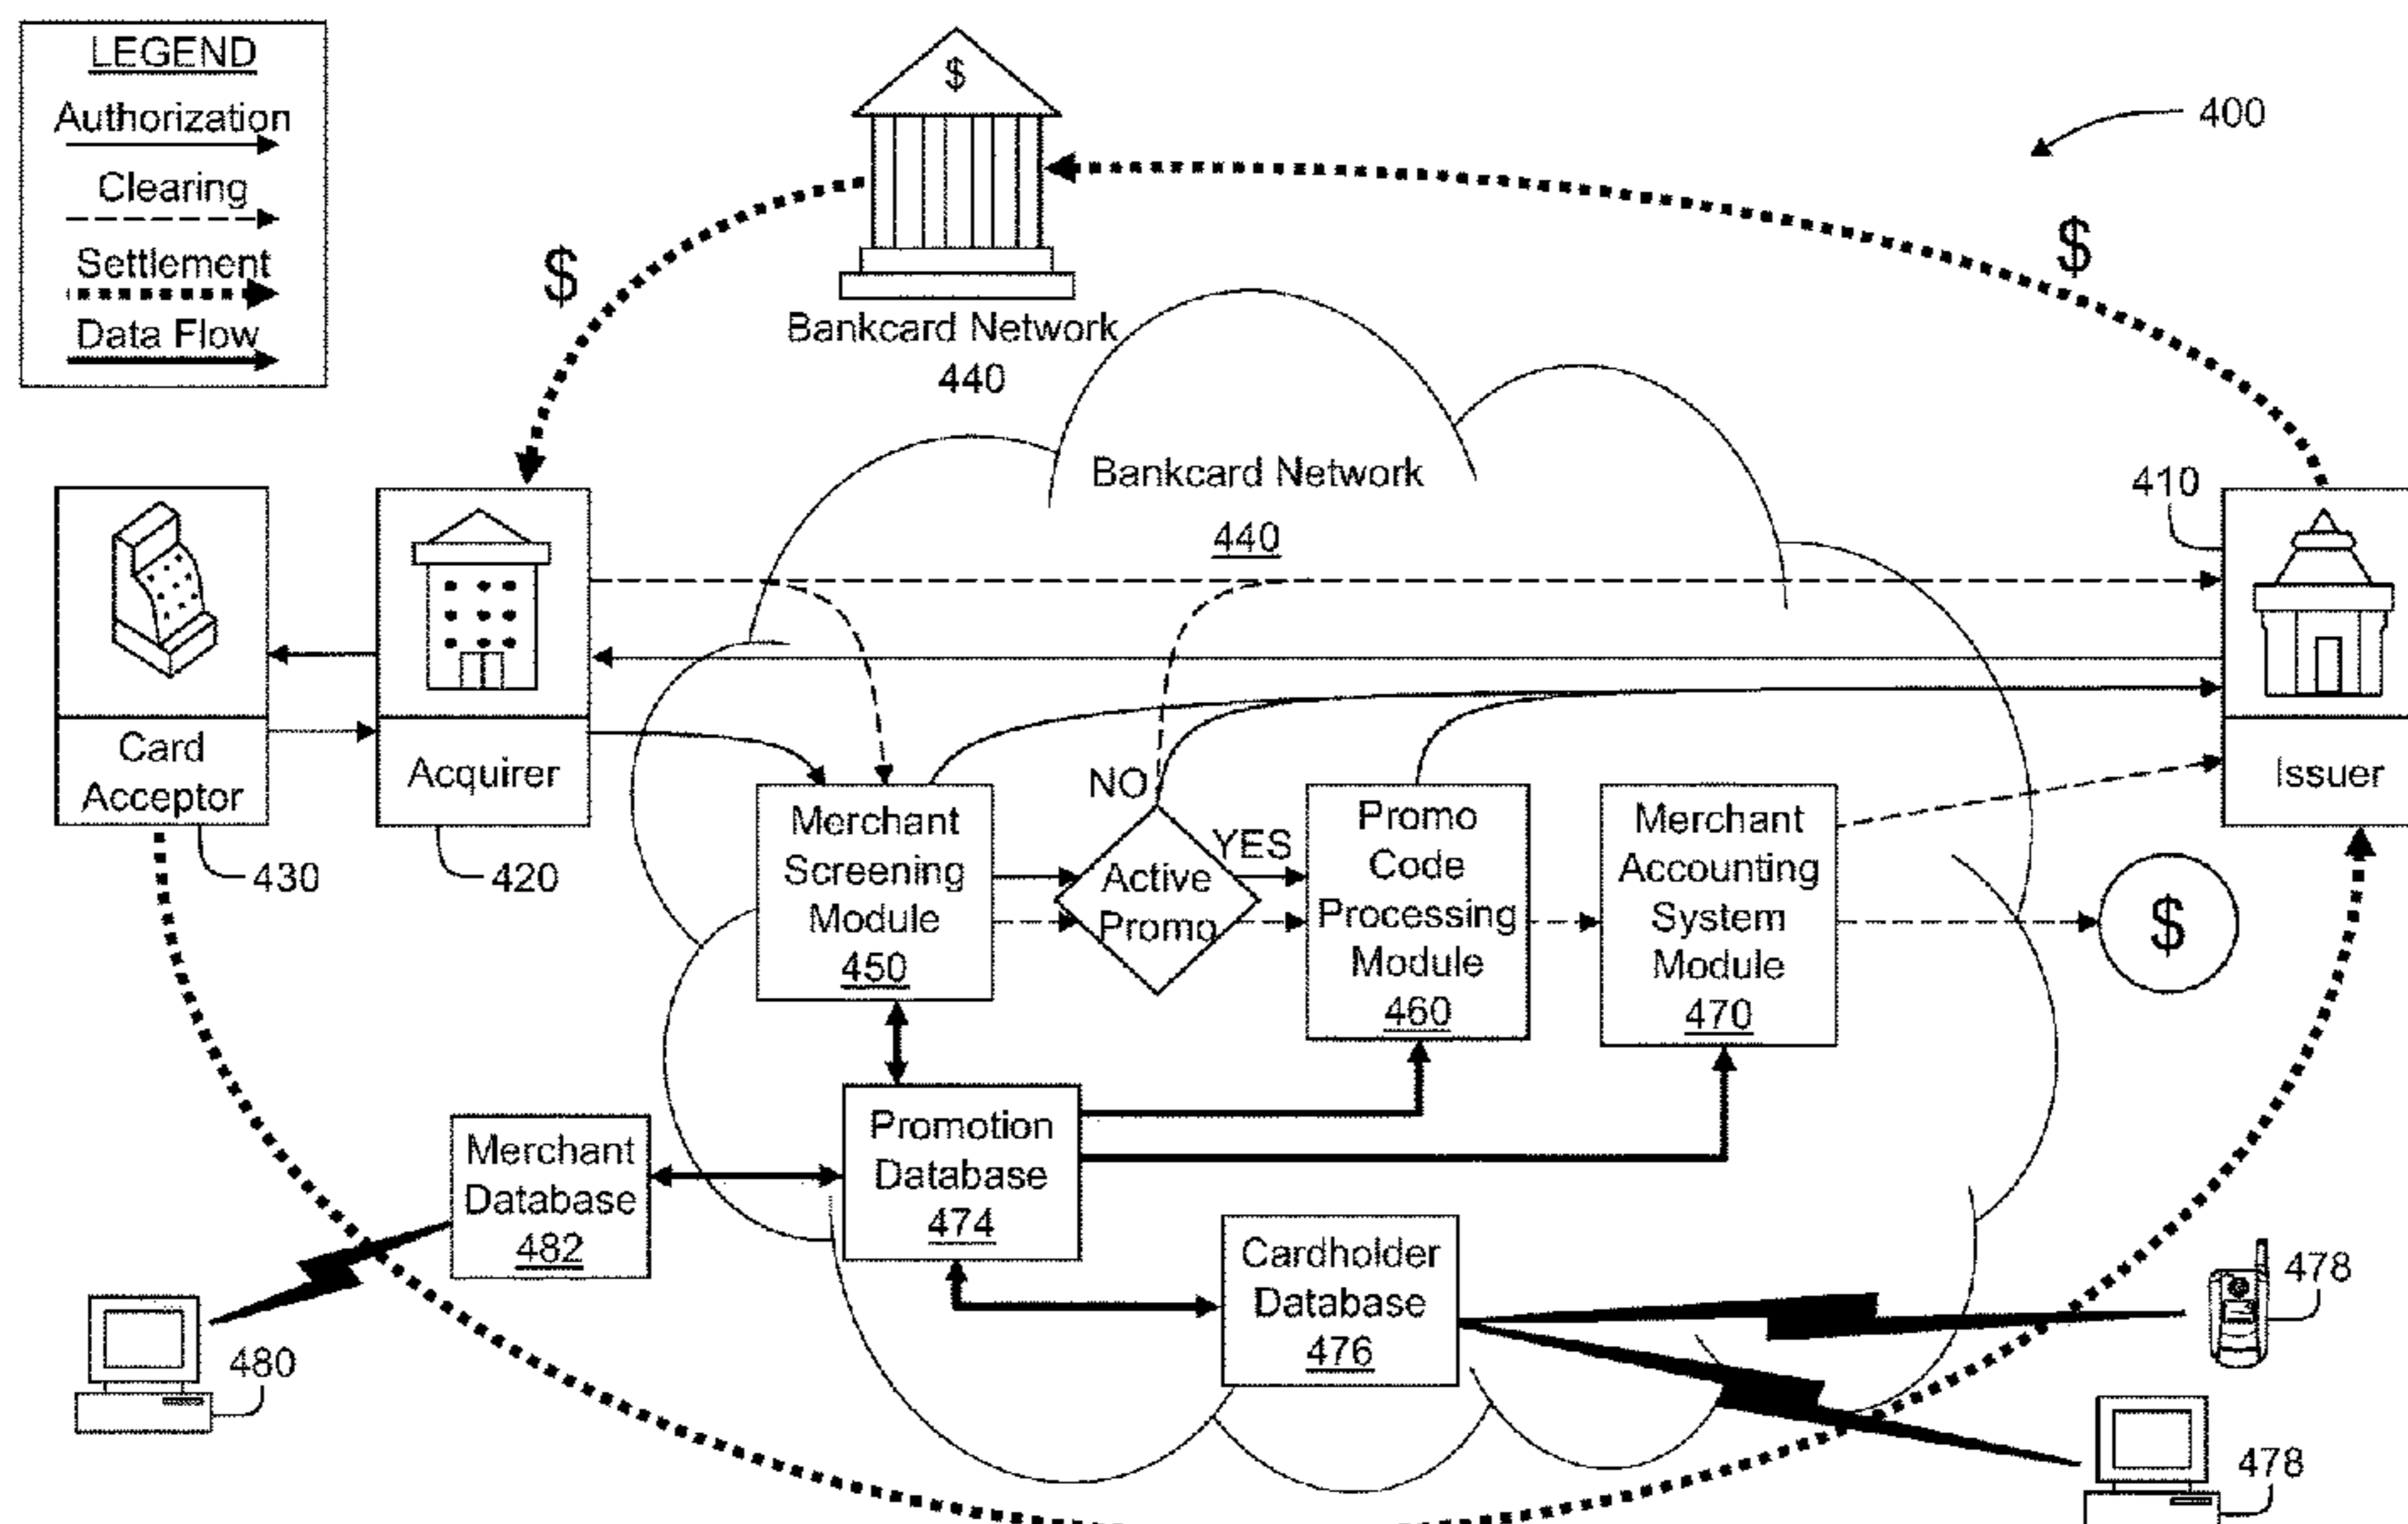 LEGEND
Authorization
Clearing
Settlement
Data Flow
$
400
$
$
Bankcard Network
440
Bankcard Network
440
410
Card
Acceptor
430
Acquirer
420
Issuer
NO
YES
Merchant
Screening
Module
450
Active
Promo
Promo
Code
Processing
Module
460
Merchant
Accounting
System
Module
470
$
Promotion
Database
474
Merchant
Database
482
Cardholder
Database
476
480
478
478